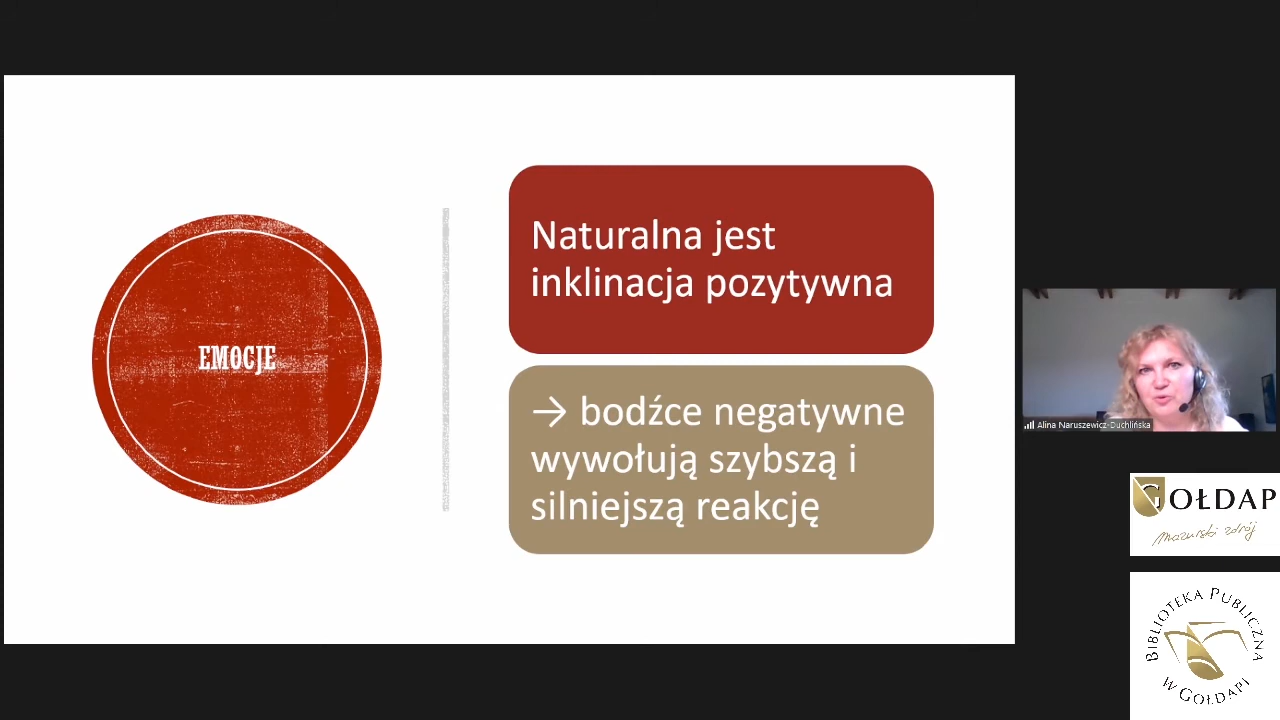 EMOCJE
Naturalna jest
inklinacja pozytywna
→ bodźce negatywne
wywołują szybszą i
silniejszą reakcję
Alina Naruszewicz-Duchlińska
GOŁDAP
Mazurski zdrój
BIBLIOTEKA PUBLICZNA
W GOŁDAPI